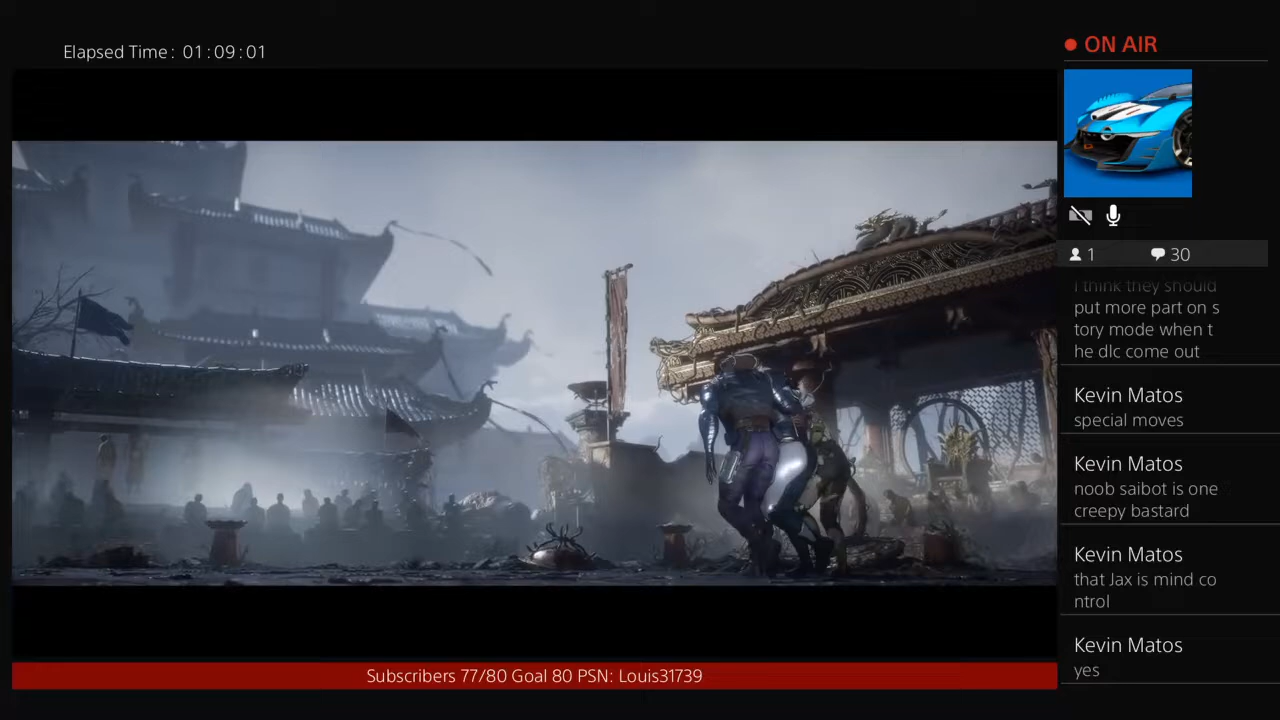 Elapsed Time: 01:09:01
ON AIR
1 30
I think they should
put more part on s
tory mode when t
he dlc come out
Kevin Matos
special moves
Kevin Matos
noob saibot is one
creepy bastard
Kevin Matos
that Jax is mind co
ntrol
Kevin Matos
yes
Subscribers 77/80 Goal 80 PSN: Louis31739